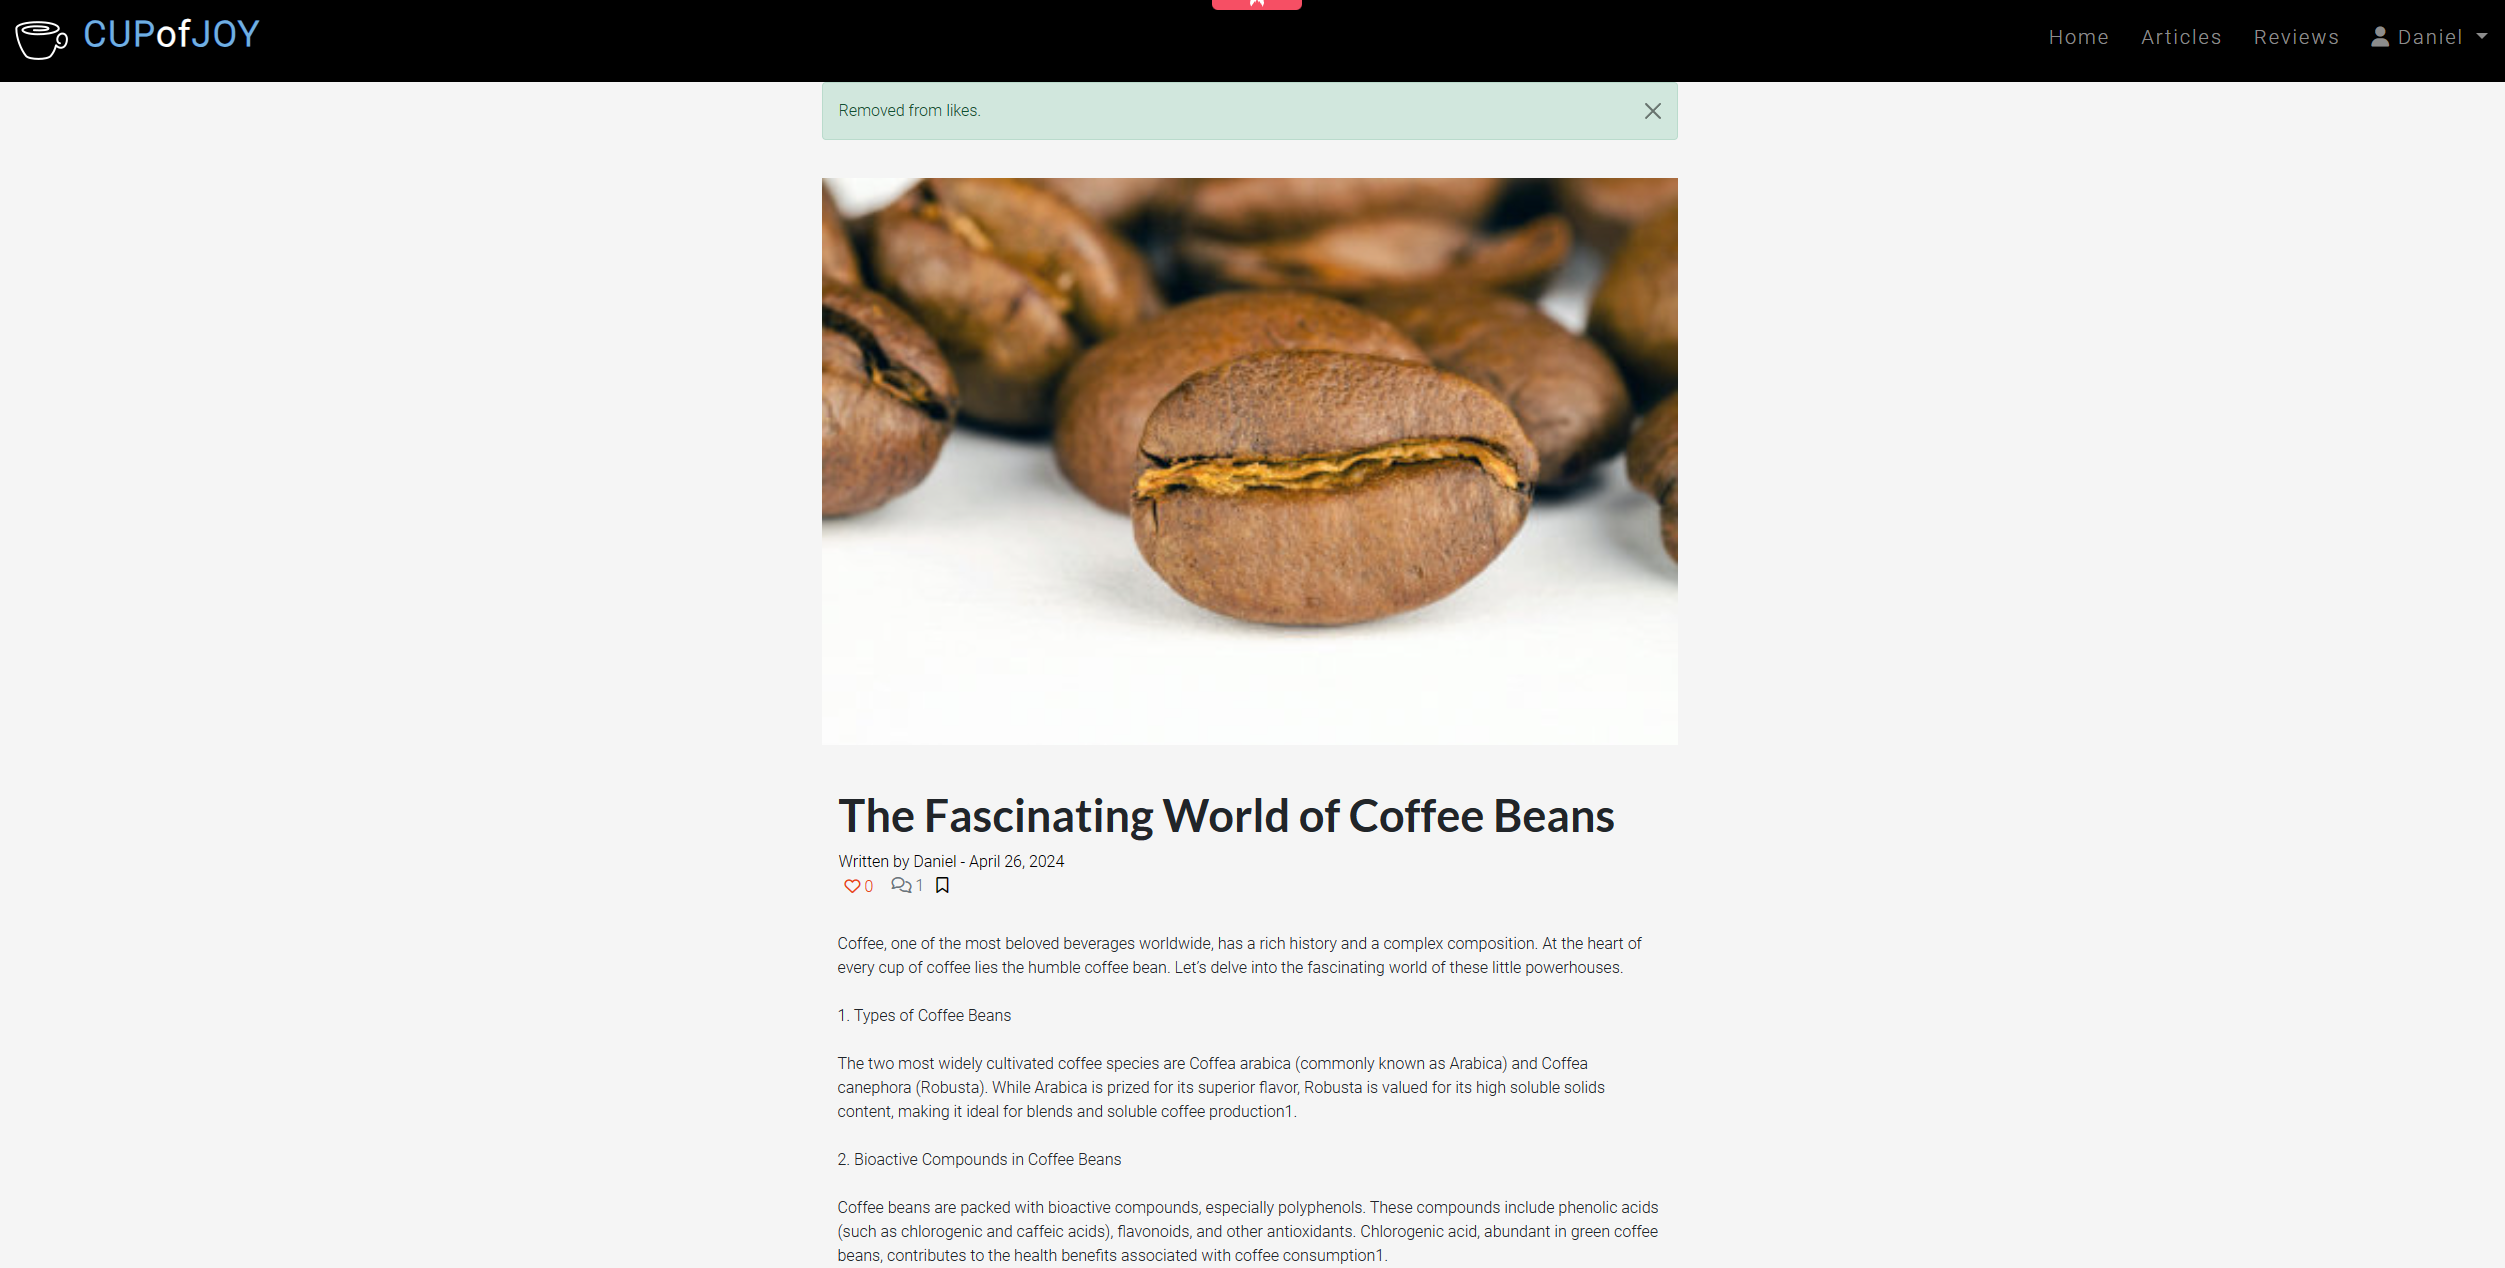 CUPofJOY
Home Articles Reviews Daniel
Removed from likes.
The Fascinating World of Coffee Beans
Written by Daniel - April 26, 2024
0 1
Coffee, one of the most beloved beverages worldwide, has a rich history and a complex composition. At the heart of
every cup of coffee lies the humble coffee bean. Let's delve into the fascinating world of these little powerhouses.
1. Types of Coffee Beans
The two most widely cultivated coffee species are Coffea arabica (commonly known as Arabica) and Coffea
canephora (Robusta). While Arabica is prized for its superior flavor, Robusta is valued for its high soluble solids
content, making it ideal for blends and soluble coffee production1.
2. Bioactive Compounds in Coffee Beans
Coffee beans are packed with bioactive compounds, especially polyphenols. These compounds include phenolic acids
(such as chlorogenic and caffeic acids), flavonoids, and other antioxidants. Chlorogenic acid, abundant in green coffee
beans, contributes to the health benefits associated with coffee consumption1.